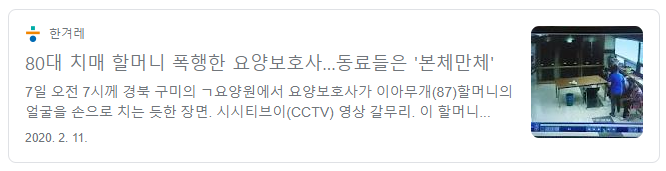 한겨레
80대 치매 할머니 폭행한 요양보호사...동료들은 '본체만체'
7일 오전 7시께 경북 구미의 ㄱ요양원에서 요양보호사가 이아무개(87)할머니의
얼굴을 손으로 치는 듯한 장면. 시시티브이(CCTV) 영상 갈무리. 이 할머니...
2020. 2. 11.